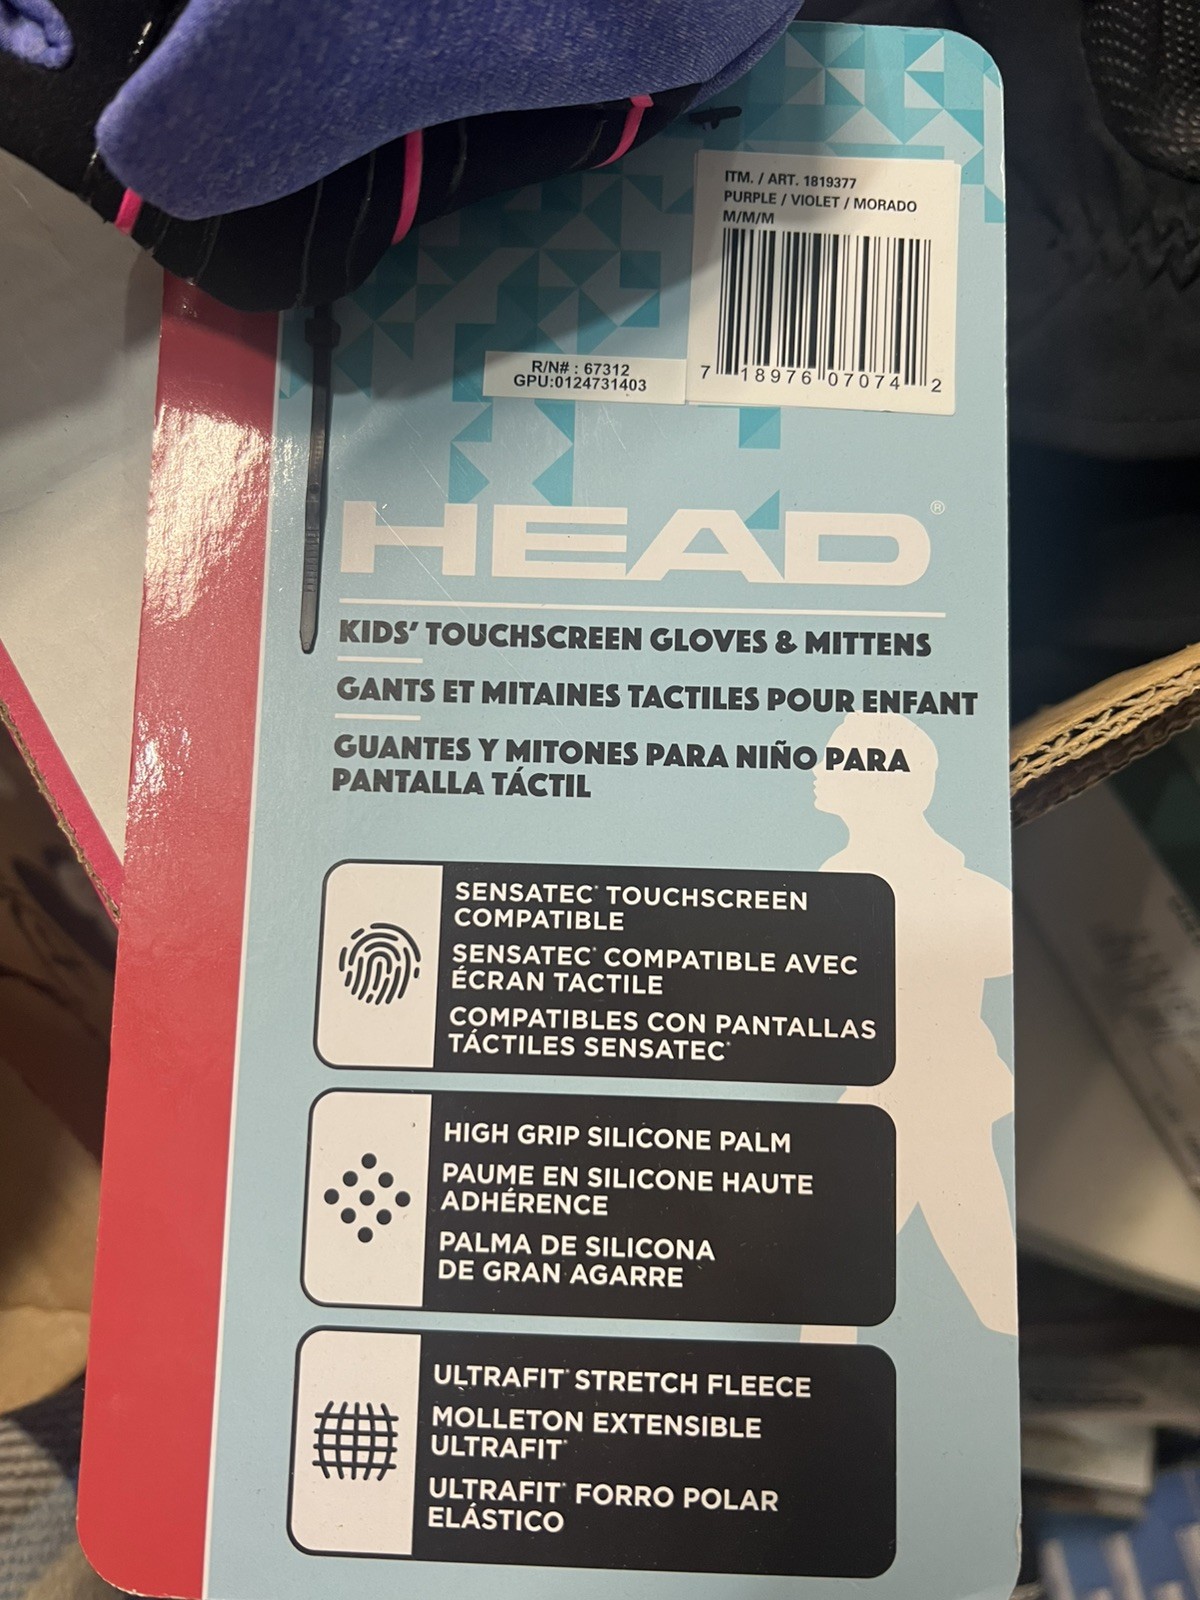 ITM. / ART. 1819377
PURPLE / VIOLET / MORADO
M/M/M
7 18976 07074 2
R/N# : 67312
GPU:0124731403
HEAD®
KIDS' TOUCHSCREEN GLOVES & MITTENS
GANTS ET MITAINES TACTILES POUR ENFANT
GUANTES Y MITONES PARA NIÑO PARA
PANTALLA TÁCTIL
SENSATEC* TOUCHSCREEN
COMPATIBLE
SENSATEC* COMPATIBLE AVEC
ÉCRAN TACTILE
COMPATIBLES CON PANTALLAS
TÁCTILES SENSATEC*
HIGH GRIP SILICONE PALM
PAUME EN SILICONE HAUTE
ADHÉRENCE
PALMA DE SILICONA
DE GRAN AGARRE
ULTRAFIT* STRETCH FLEECE
MOLLETON EXTENSIBLE
ULTRAFIT*
ULTRAFIT* FORRO POLAR
ELÁSTICO